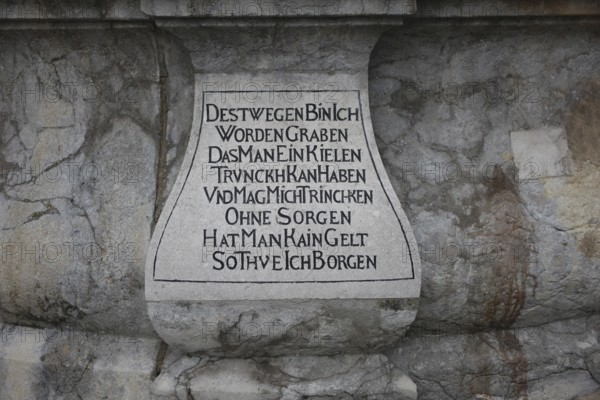 DESTWEGEN BIN ICH
WORDEN GRABEN
DAS MAN EIN KIELEN
TRVNCKH KAN HABEN
VND MAG MICH TRINCHKEN
OHNE SORGEN
HAT MAN KAIN GELT
SO THVE ICH BORGEN